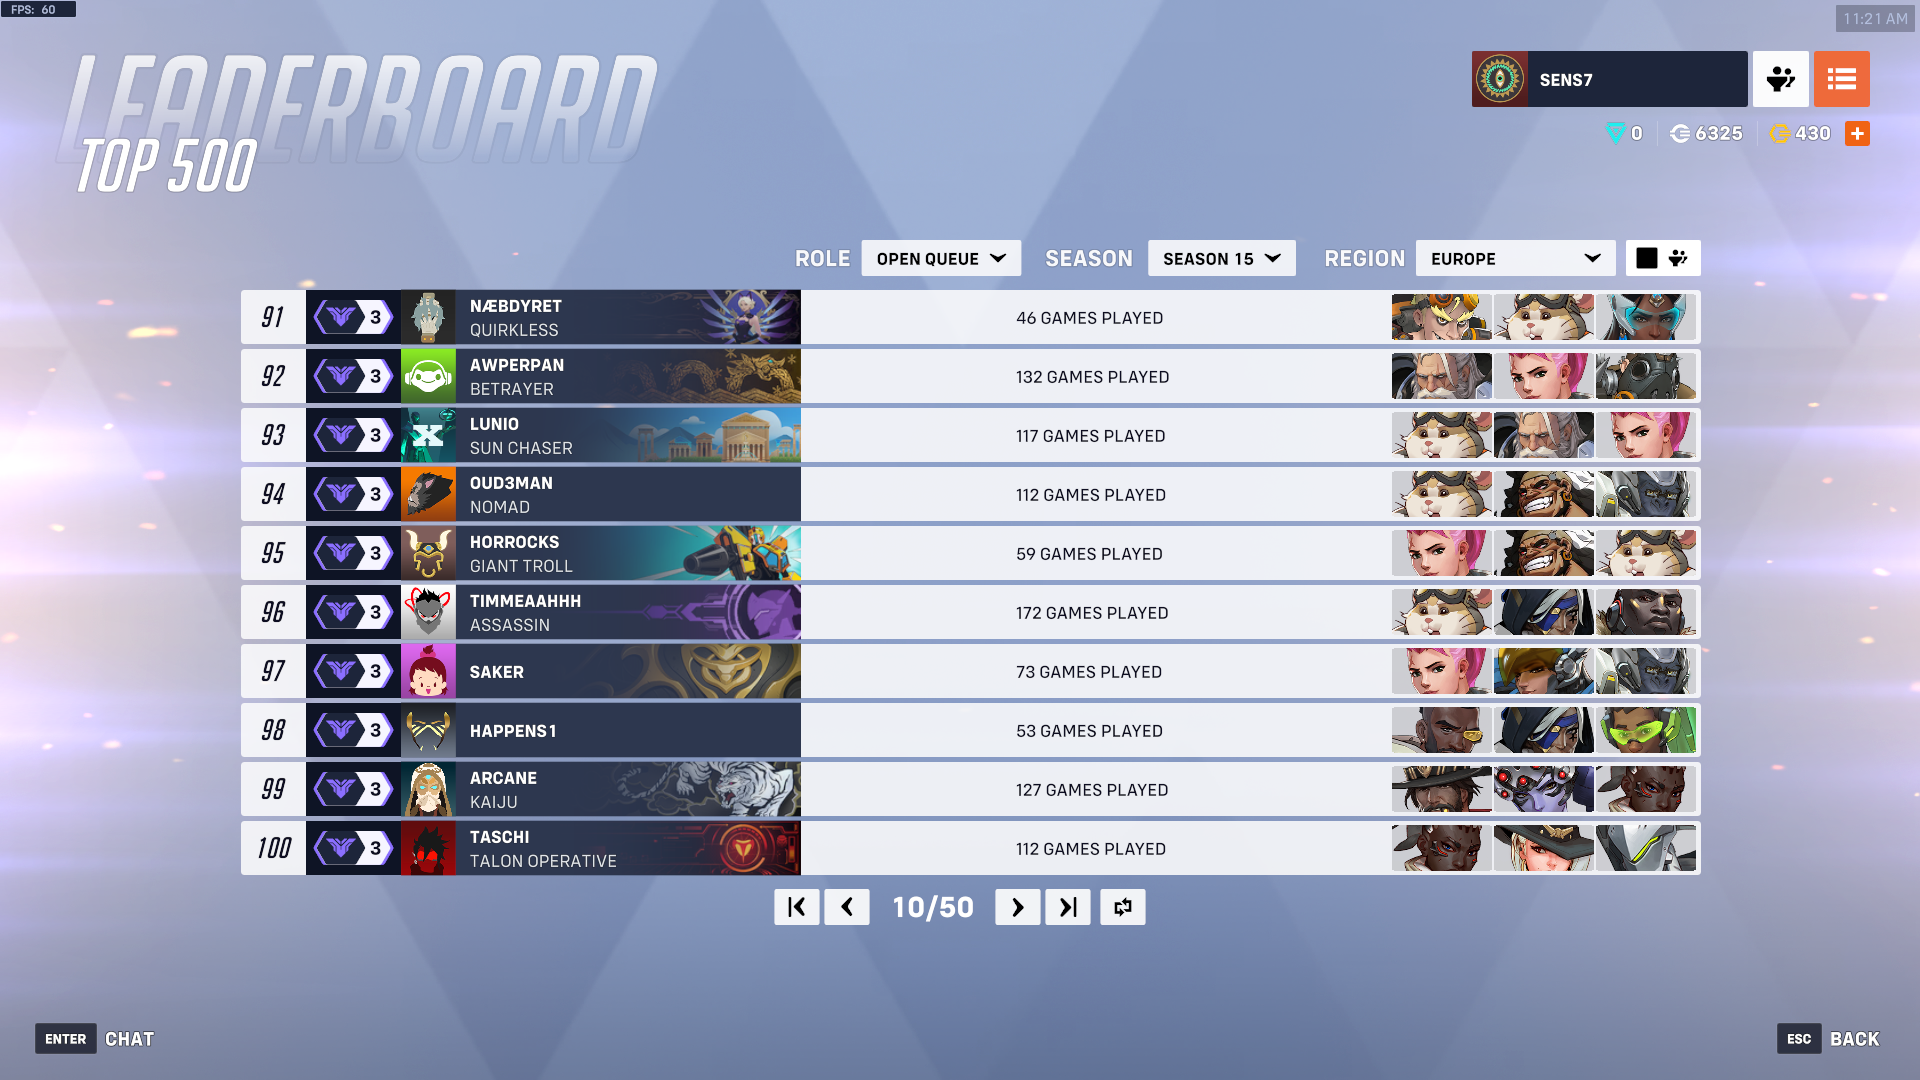 FPS: 60
11:21 AM
LEADERBOARD
TOP 500
SENS7
0 6325 430
ROLE OPEN QUEUE SEASON SEASON 15 REGION EUROPE
91 3 NÆBDYRET 46 GAMES PLAYED
QUIRKLESS
92 3 AWPERPAN 132 GAMES PLAYED
BETRAYER
93 3 LUNIO 117 GAMES PLAYED
SUN CHASER
94 3 OUD3MAN 112 GAMES PLAYED
NOMAD
95 3 HORROCKS 59 GAMES PLAYED
GIANT TROLL
96 3 TIMMEAAHHH 172 GAMES PLAYED
ASSASSIN
97 3 SAKER 73 GAMES PLAYED
98 3 HAPPENS1 53 GAMES PLAYED
99 3 ARCANE 127 GAMES PLAYED
KAIJU
100 3 TASCHI 112 GAMES PLAYED
TALON OPERATIVE
10/50
ENTER CHAT
ESC BACK